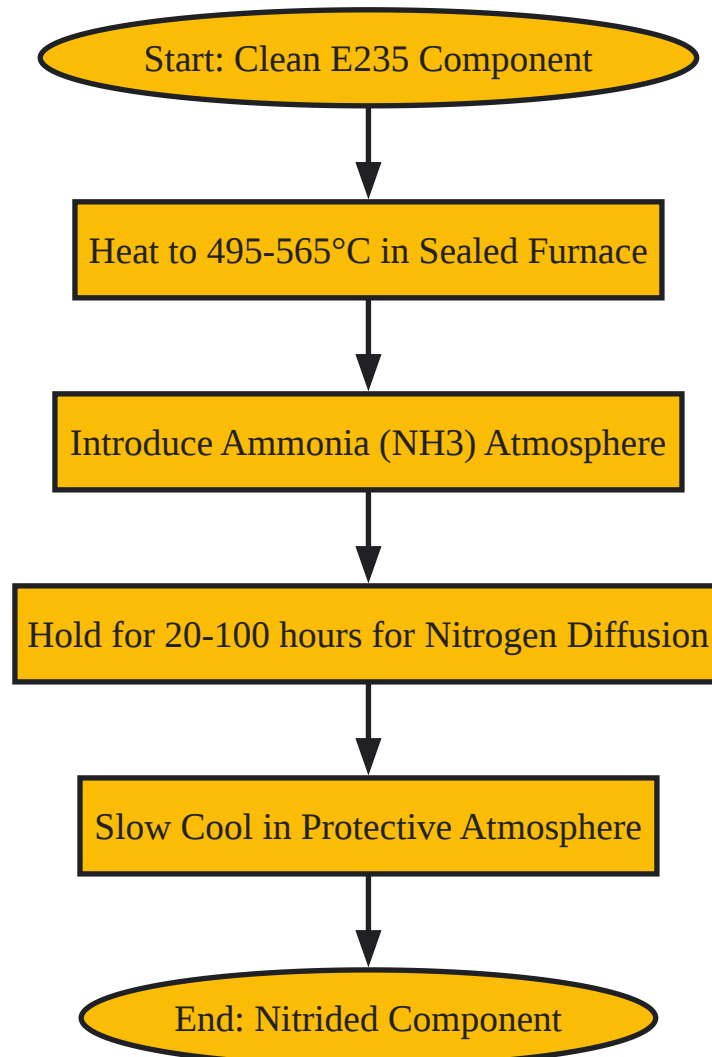 Start: Clean E235 Component
Heat to 495-565°C in Sealed Furnace
Introduce Ammonia (NH3) Atmosphere
Hold for 20-100 hours for Nitrogen Diffusion
Slow Cool in Protective Atmosphere
End: Nitrided Component